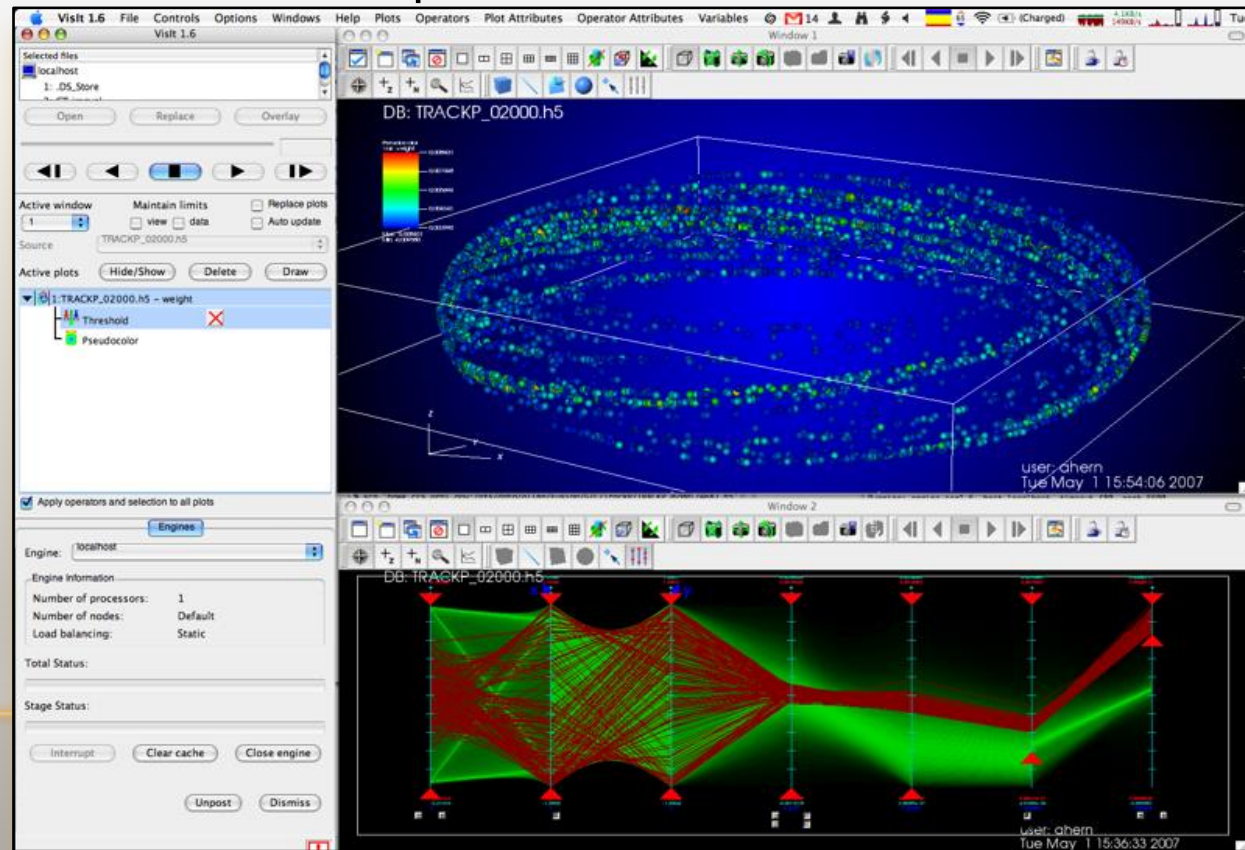 VisIt 1.6 File Controls Options Windows Help Plots Operators Plot Attributes Operator Attributes Variables 14 (Charged) Tu
VisIt 1.6
Selected files
localhost
1: .DS_Store
Open Replace Overlay
Active window Maintain limits Replace plots
1 view data Auto update
Source TRACKP_02000.h5
Active plots Hide/Show Delete Draw
1:TRACKP_02000.h5 - weight
Threshold
Pseudocolor
Apply operators and selection to all plots
Engines
Engine: localhost
Engine Information
Number of processors: 1
Number of nodes: Default
Load balancing: Static
Total Status:
Stage Status:
Interrupt Clear cache Close engine
Unpost Dismiss
Window 1
DB: TRACKP_02000.h5
Z
Y
X
user: ahern
Tue May 1 15:54:06 2007
Window 2
DB: TRACKP_02000.h5
user: ahern
Tue May 1 15:36:33 2007